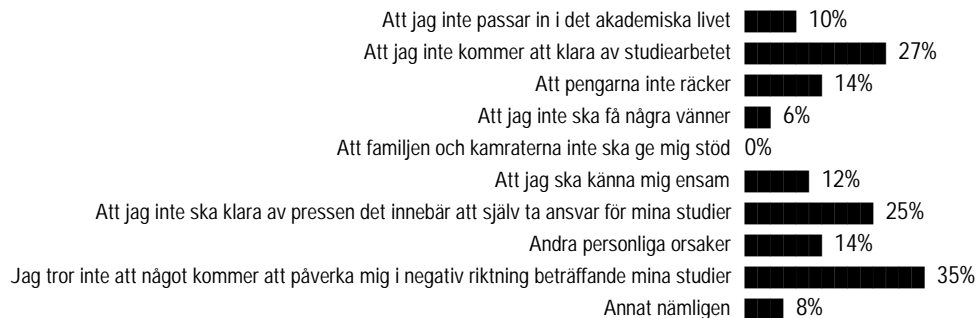 Att jag inte passar in i det akademiska livet 10%
Att jag inte kommer att klara av studiearbetet 27%
Att pengarna inte räcker 14%
Att jag inte ska få några vänner 6%
Att familjen och kamraterna inte ska ge mig stöd 0%
Att jag ska känna mig ensam 12%
Att jag inte ska klara av pressen det innebär att själv ta ansvar för mina studier 25%
Andra personliga orsaker 14%
Jag tror inte att något kommer att påverka mig i negativ riktning beträffande mina studier 35%
Annat nämligen 8%